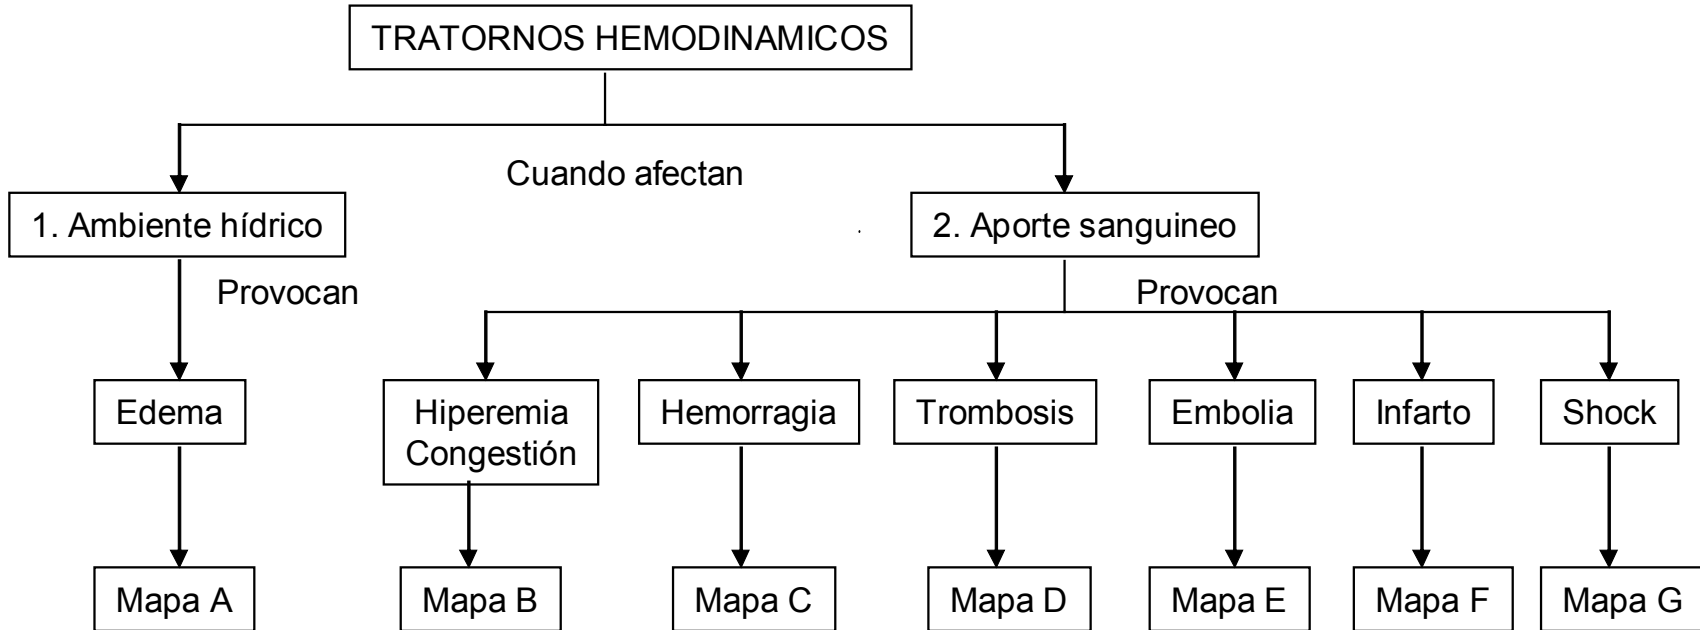 TRATORNOS HEMODINAMICOS
Cuando afectan
1. Ambiente hídrico
2. Aporte sanguineo
Provocan
Provocan
Edema
Hiperemia
Congestión
Hemorragia
Trombosis
Embolia
Infarto
Shock
Mapa A
Mapa B
Mapa C
Mapa D
Mapa E
Mapa F
Mapa G